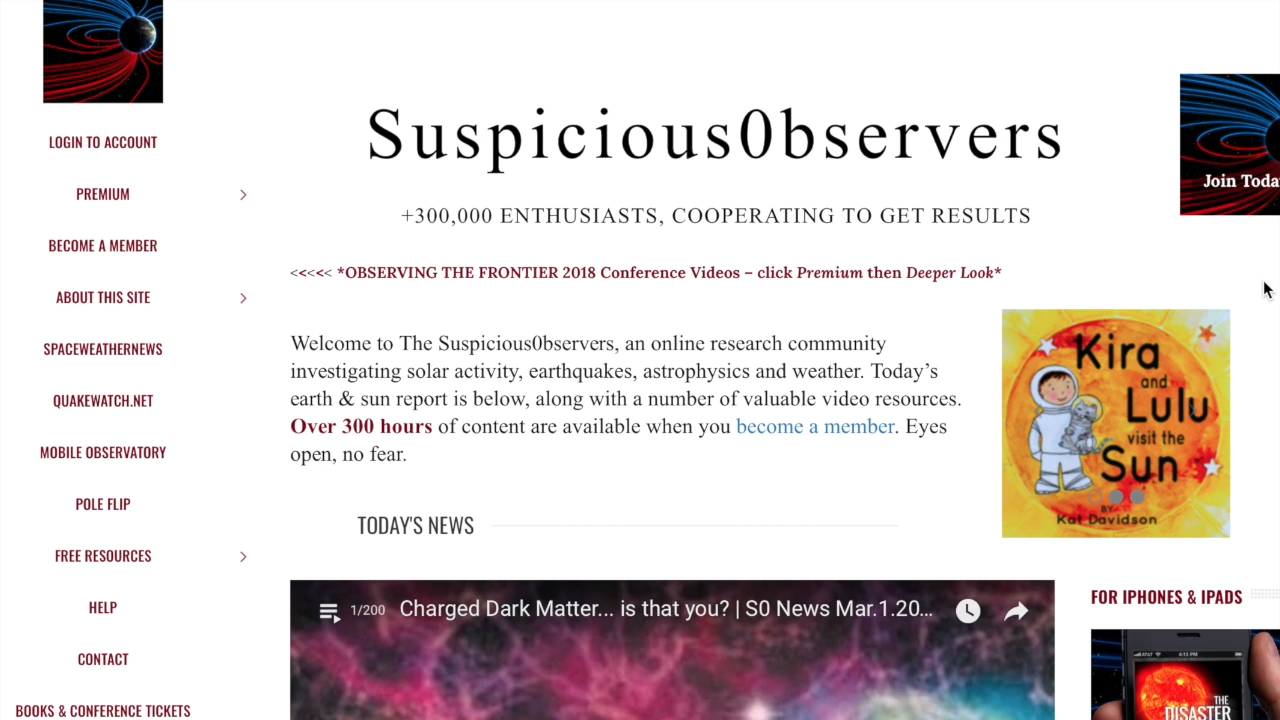 LOGIN TO ACCOUNT
PREMIUM
BECOME A MEMBER
ABOUT THIS SITE
SPACEWEATHERNEWS
QUAKEWATCH.NET
MOBILE OBSERVATORY
POLE FLIP
FREE RESOURCES
HELP
CONTACT
BOOKS & CONFERENCE TICKETS
Suspicious0bservers
+300,000 ENTHUSIASTS, COOPERATING TO GET RESULTS
<<<<< *OBSERVING THE FRONTIER 2018 Conference Videos – click Premium then Deeper Look*
Welcome to The Suspicious0bservers, an online research community
investigating solar activity, earthquakes, astrophysics and weather. Today’s
earth & sun report is below, along with a number of valuable video resources.
Over 300 hours of content are available when you become a member. Eyes
open, no fear.
TODAY'S NEWS
1/200 Charged Dark Matter... is that you? | S0 News Mar.1.20...
Join Toda
Kira
and
Lulu
visit the
Sun
BY
Kat Davidson
FOR IPHONES & IPADS
AT&T 4:13 PM
THE
DISASTER